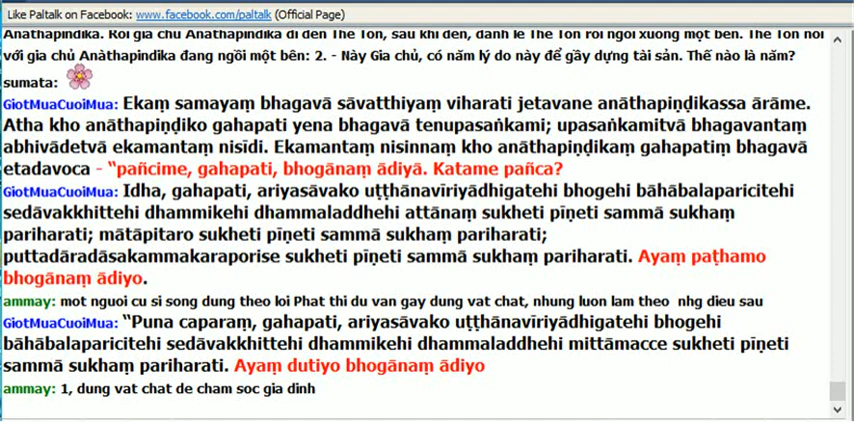 Like Paltalk on Facebook: www.facebook.com/paltalk (Official Page)
Anàthapindika. Rồi gia chủ Anàthapindika đi đến Thế Tôn, sau khi đến, đảnh lễ Thế Tôn rồi ngồi xuống một bên. Thế Tôn nói
với gia chủ Anàthapindika đang ngồi một bên: 2. - Này Gia chủ, có năm lý do này để gầy dựng tài sản. Thế nào là năm?
sumata:
GiotMuaCuoiMua: Ekaṃ samayaṃ bhagavā sāvatthiyaṃ viharati jetavane anāthapiṇḍikassa ārāme.
Atha kho anāthapiṇḍiko gahapati yena bhagavā tenupasaṅkami; upasaṅkamitvā bhagavantaṃ
abhivādetvā ekamantaṃ nisīdi. Ekamantaṃ nisinnaṃ kho anāthapiṇḍikaṃ gahapatiṃ bhagavā
etadavoca - “pañcime, gahapati, bhogānaṃ ādiyā. Katame pañca?
GiotMuaCuoiMua: Idha, gahapati, ariyasāvako uṭṭhānavīriyādhigatehi bhogehi bāhābalaparicitehi
sedāvakkhittehi dhammikehi dhammaladdhehi attānaṃ sukheti pīṇeti sammā sukhaṃ
pariharati; mātāpitaro sukheti pīṇeti sammā sukhaṃ pariharati;
puttadāradāsakammakaraporise sukheti pīṇeti sammā sukhaṃ pariharati. Ayaṃ paṭhamo
bhogānaṃ ādiyo.
ammay: mot nguoi cu si song dung theo loi Phat thi du van gay dung vat chat, nhung luon lam theo nhg dieu sau
GiotMuaCuoiMua: “Puna caparaṃ, gahapati, ariyasāvako uṭṭhānavīriyādhigatehi bhogehi
bāhābalaparicitehi sedāvakkhittehi dhammikehi dhammaladdhehi mittāmacce sukheti pīṇeti
sammā sukhaṃ pariharati. Ayaṃ dutiyo bhogānaṃ ādiyo
ammay: 1, dung vat chat de cham soc gia dinh